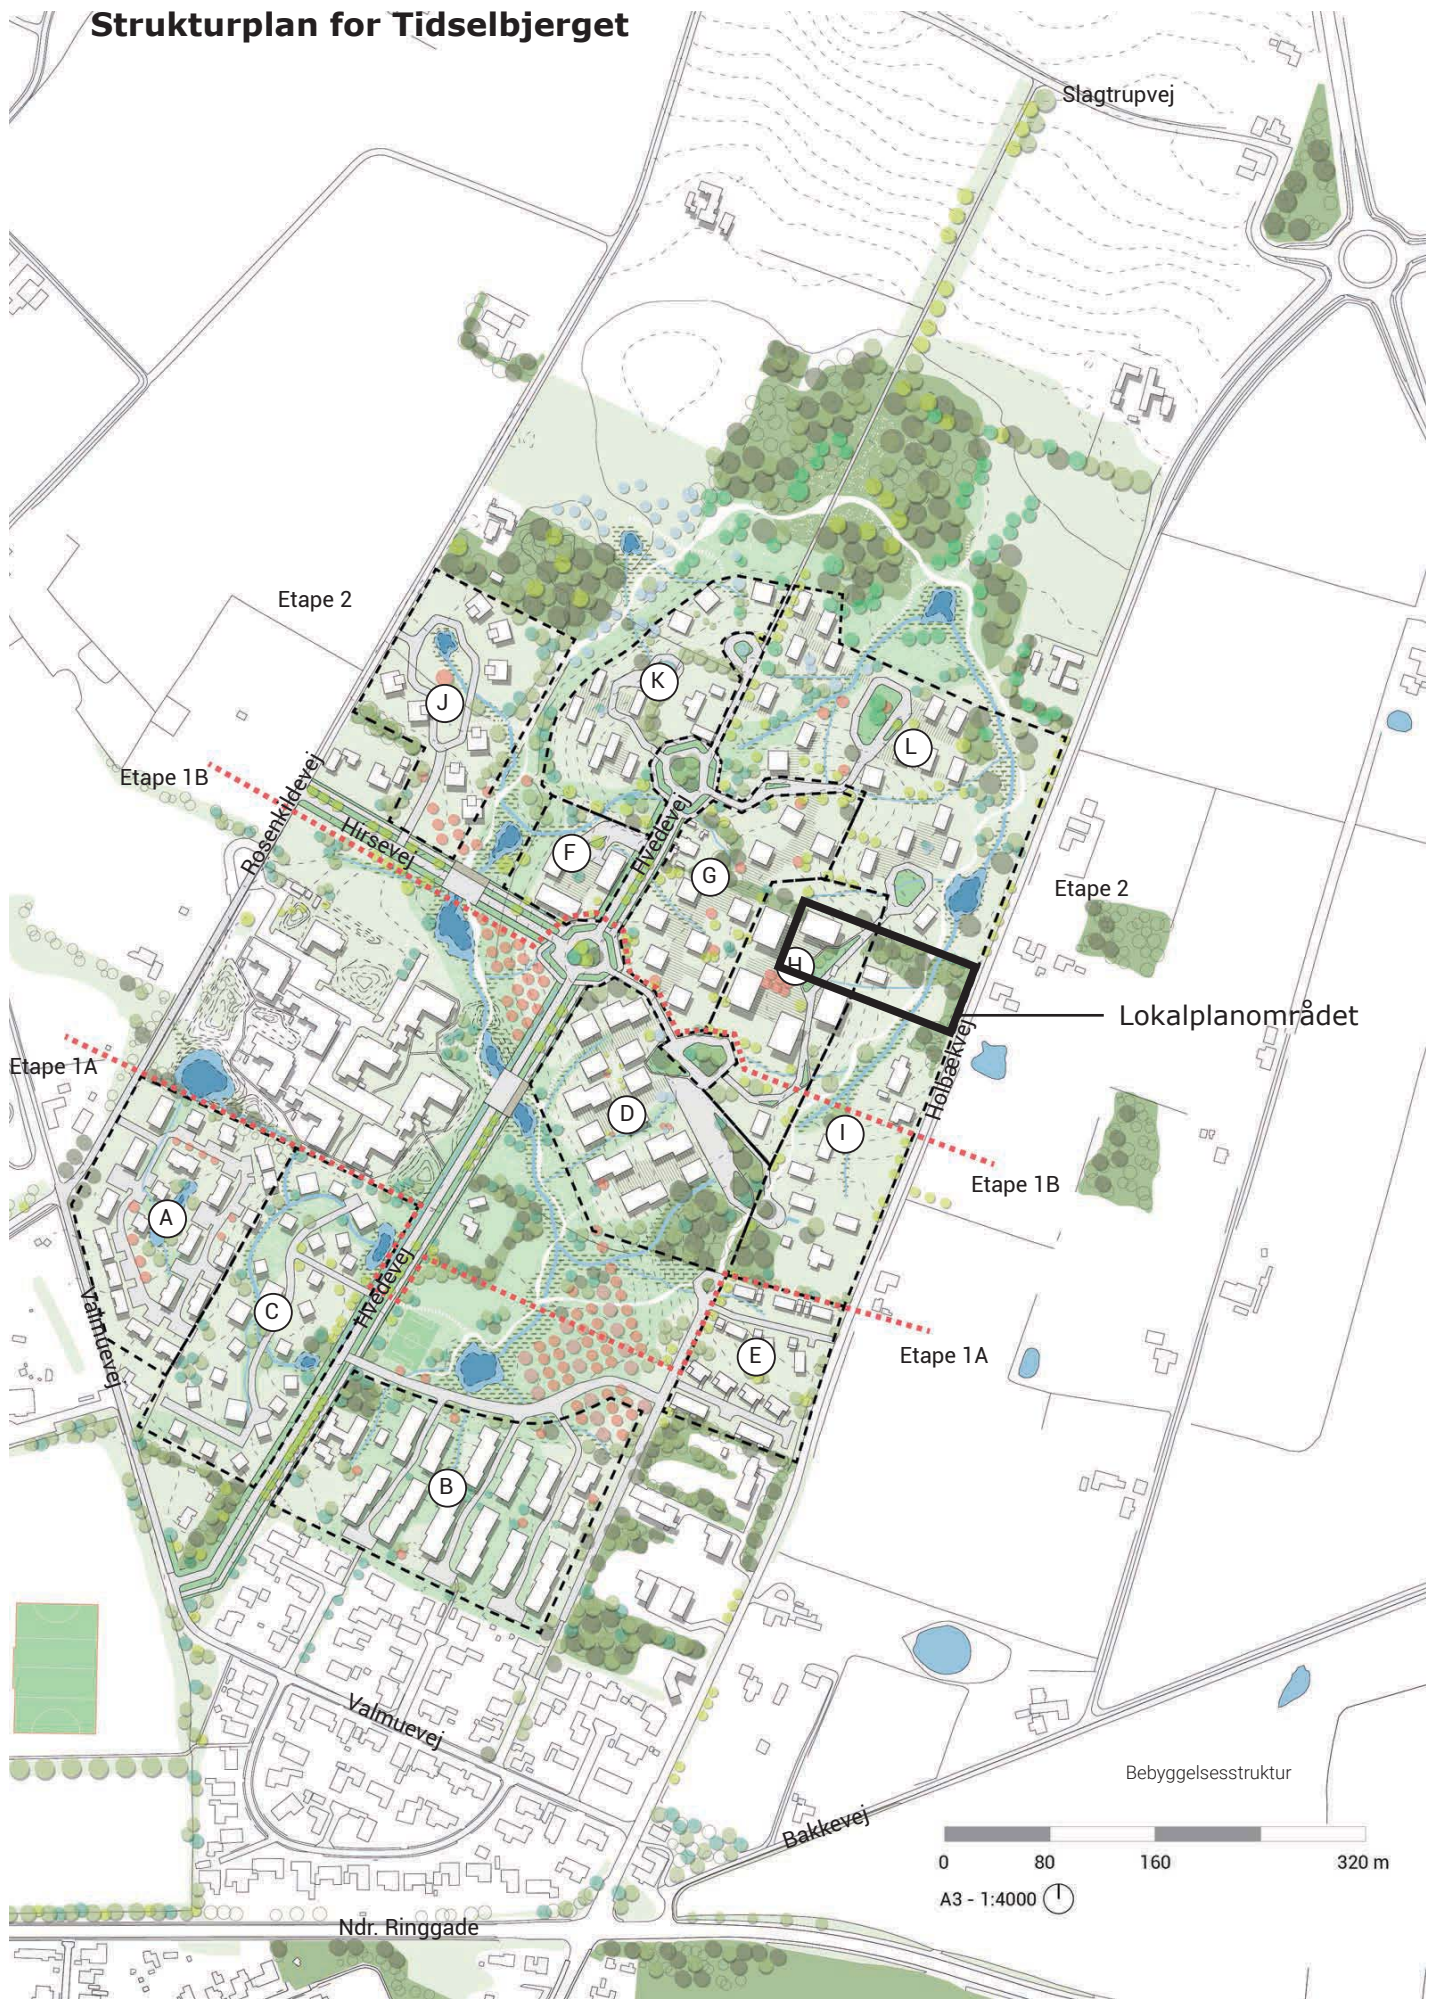 Strukturplan for Tidselbjerget
Slagtrupvej
Etape 2
K
J
L
Etape 1B
Rosenkildevej
Hirsevej
Hvedevej
F
G
Etape 2
H
Lokalplanområdet
Etape 1A
Holbækvej
D
I
Etape 1B
A
Hvedevej
C
Valmuevej
E
Etape 1A
B
Valmuevej
Bebyggelsesstruktur
Bakkevej
0 80 160 320 m
A3 - 1:4000
Ndr. Ringgade